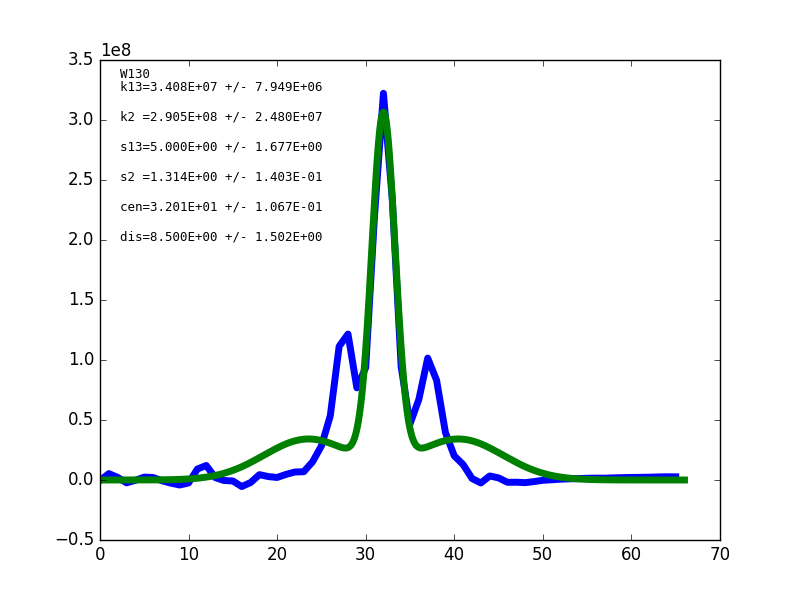 1e8
3.5
W130
k13=3.408E+07 +/- 7.949E+06
3.0
k2 =2.905E+08 +/- 2.480E+07
s13=5.000E+00 +/- 1.677E+00
2.5
s2 =1.314E+00 +/- 1.403E-01
cen=3.201E+01 +/- 1.067E-01
2.0
dis=8.500E+00 +/- 1.502E+00
1.5
1.0
0.5
0.0
−0.5
0 10 20 30 40 50 60 70